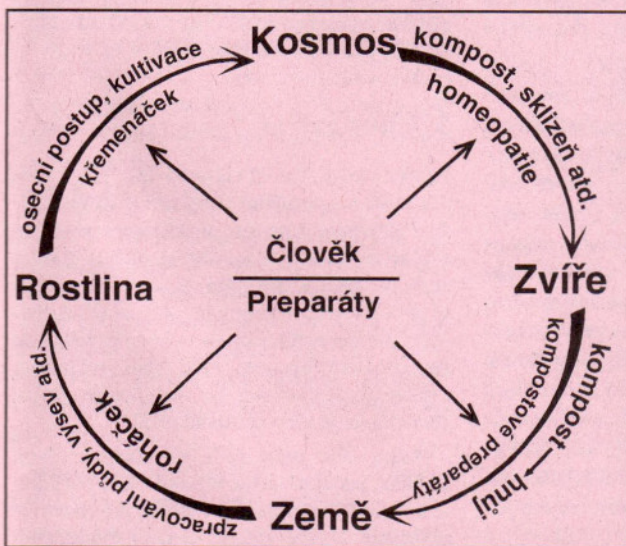 Kosmos
osecní postup, kultivace
křemenáček
kompost, sklizeň atd.
homeopatie
Člověk
Preparáty
Rostlina
Zvíře
zpracování půdy, výsev atd.
roháček
kompostové preparáty
kompost ← hnůj
Země